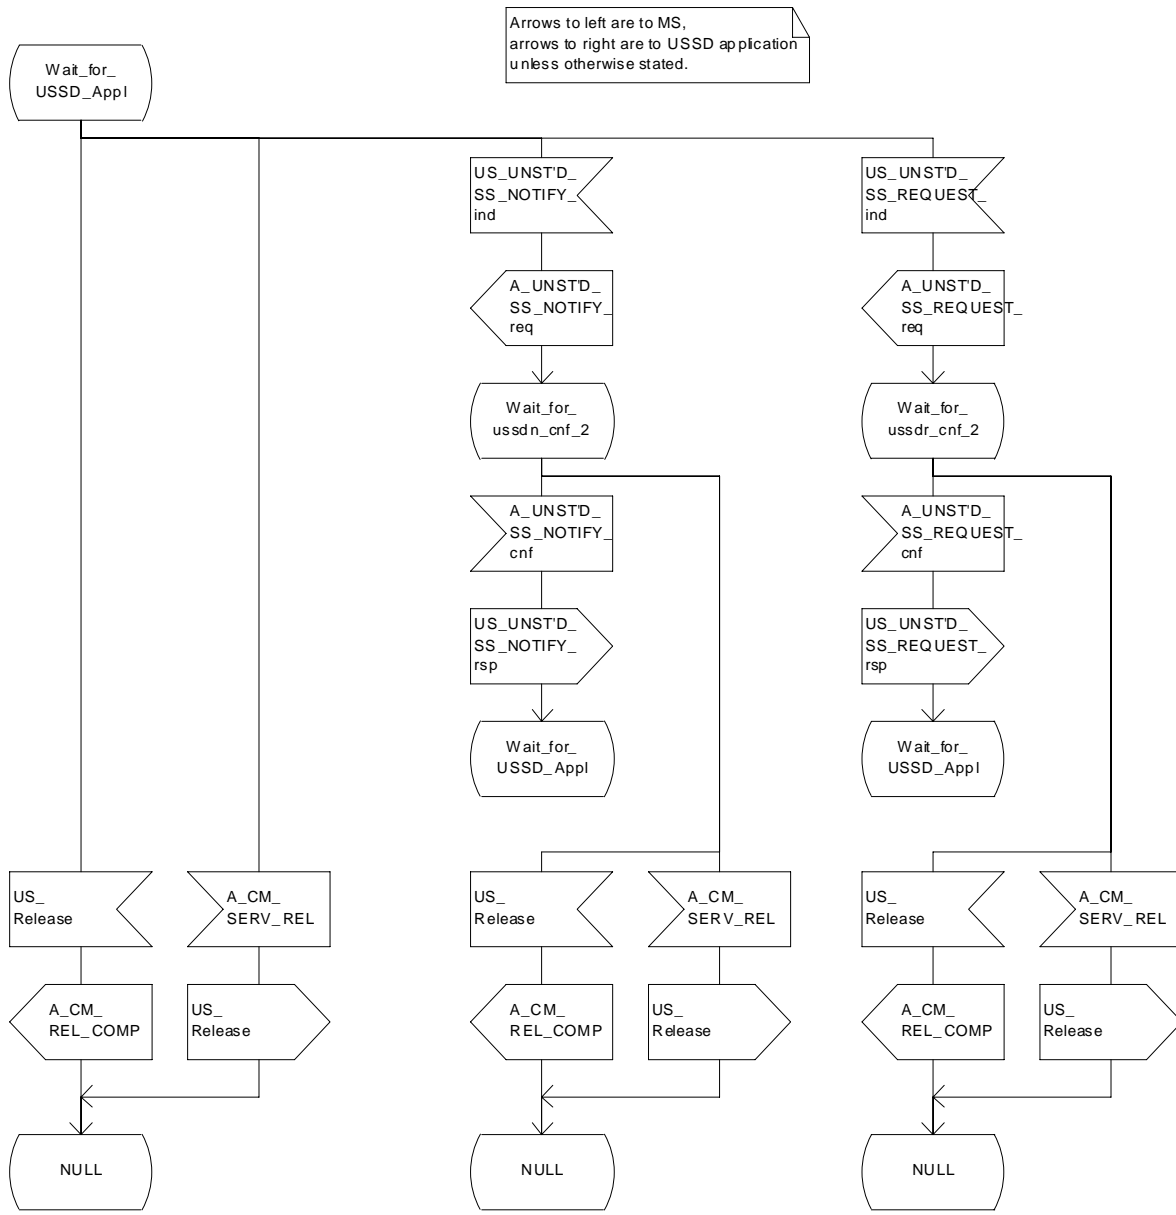 Arrows to left are to MS,
arrows to right are to USSD application
unless otherwise stated.
Wait_for_
USSD_Appl
US_UNST'D_
SS_NOTIFY_
ind
US_UNST'D_
SS_REQUEST_
ind
A_UNST'D_
SS_NOTIFY_
req
A_UNST'D_
SS_REQUEST_
req
Wait_for_
ussdn_cnf_2
Wait_for_
ussdr_cnf_2
A_UNST'D_
SS_NOTIFY_
cnf
A_UNST'D_
SS_REQUEST_
cnf
US_UNST'D_
SS_NOTIFY_
rsp
US_UNST'D_
SS_REQUEST_
rsp
Wait_for_
USSD_Appl
Wait_for_
USSD_Appl
US_
Release
A_CM_
SERV_REL
US_
Release
A_CM_
SERV_REL
US_
Release
A_CM_
SERV_REL
A_CM_
REL_COMP
US_
Release
A_CM_
REL_COMP
US_
Release
A_CM_
REL_COMP
US_
Release
NULL
NULL
NULL